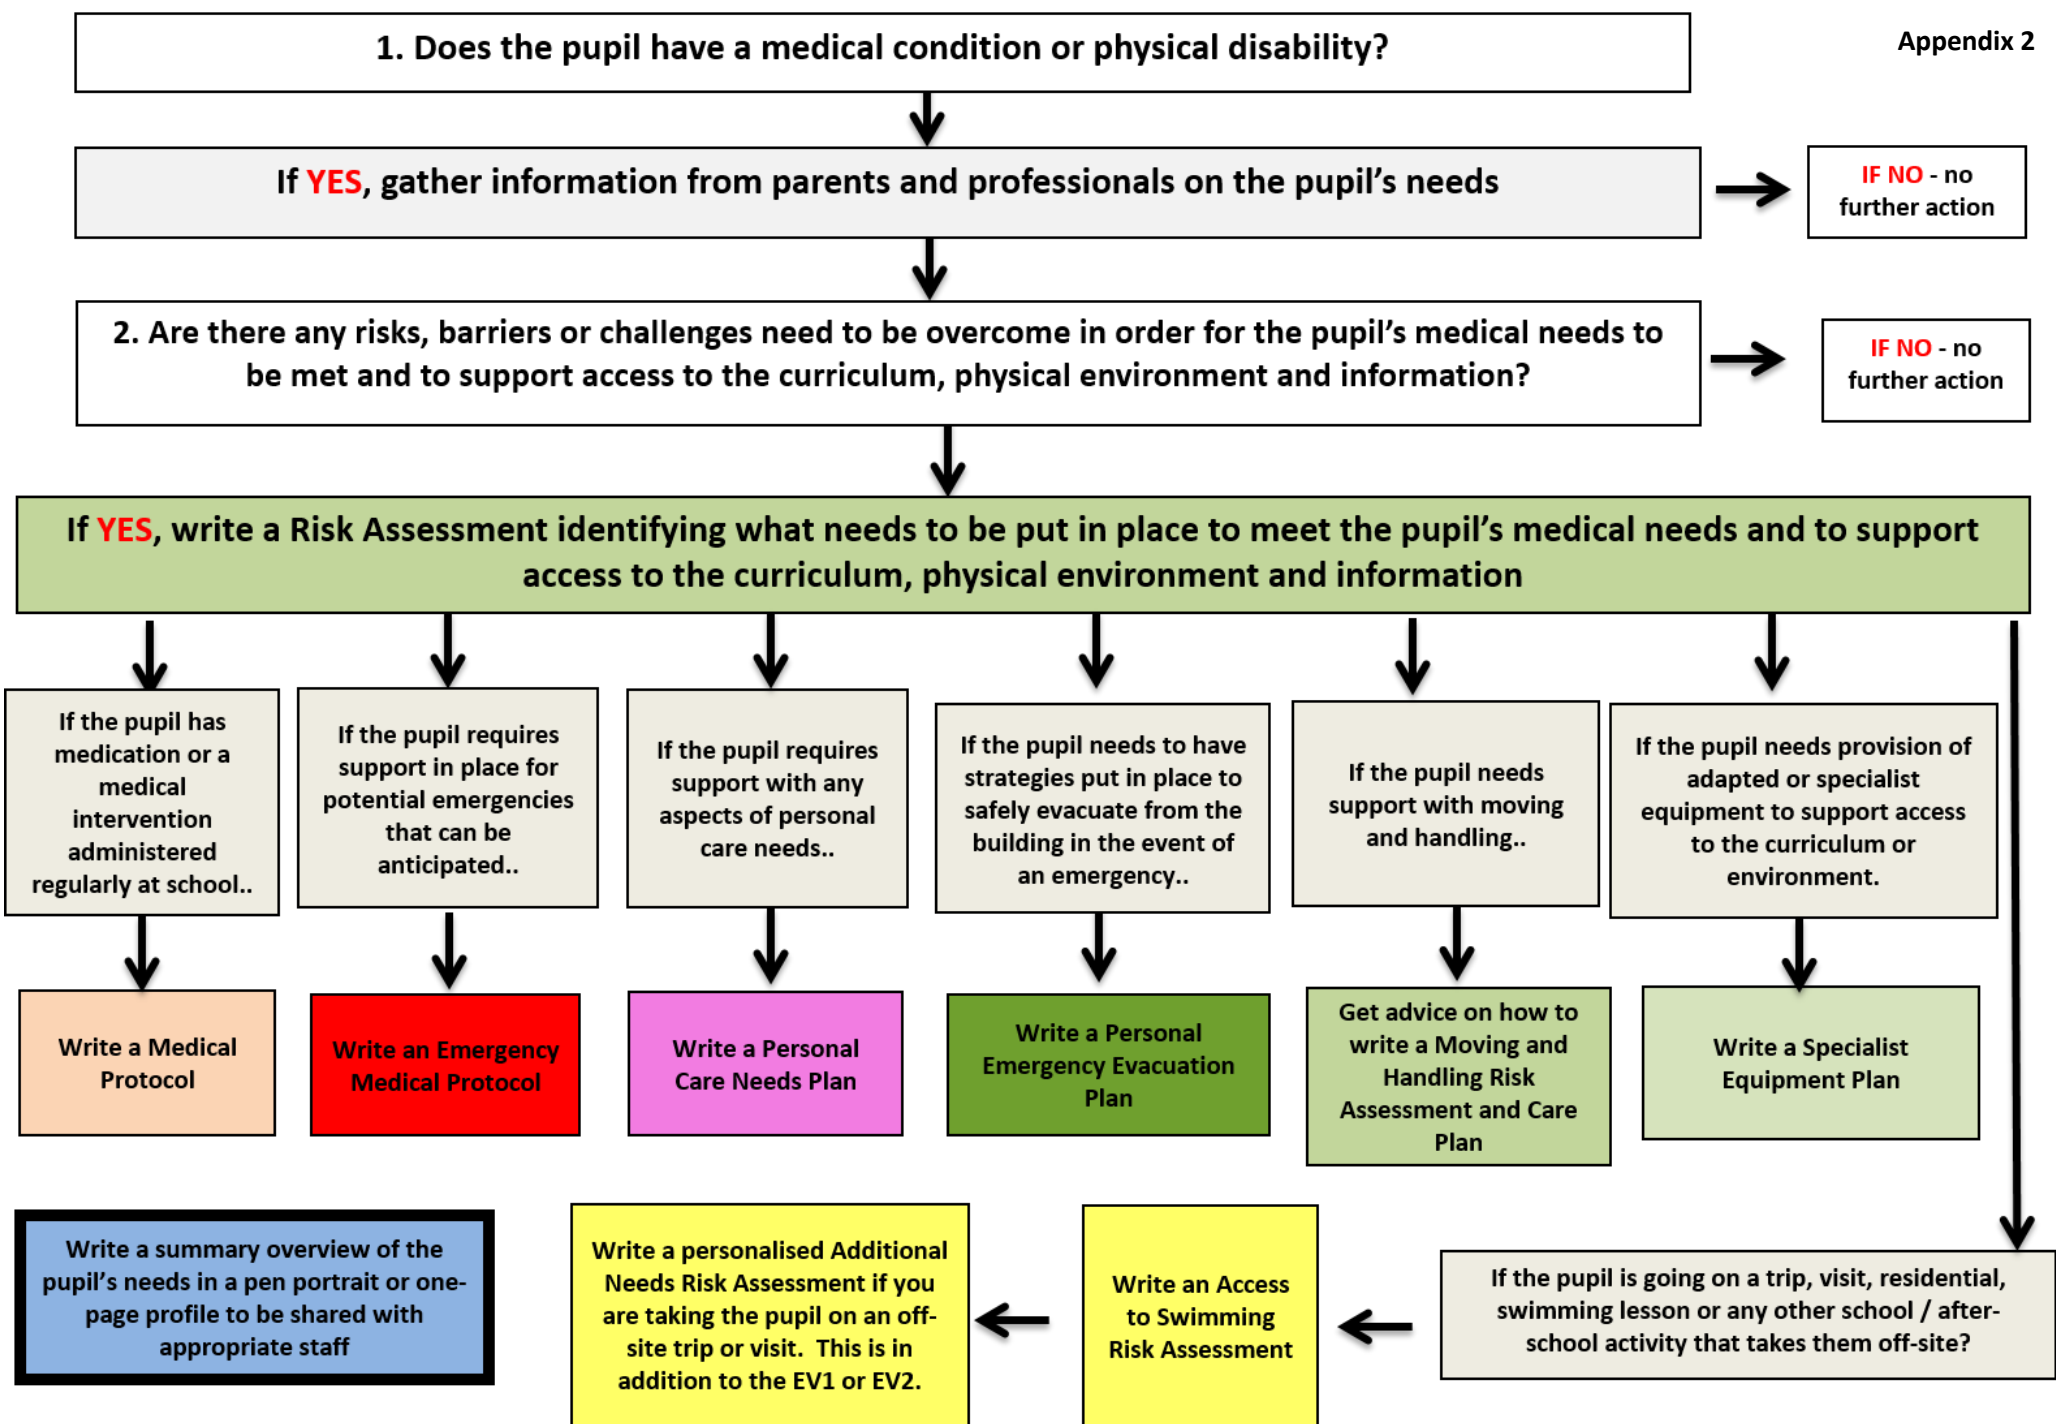 Appendix 2
1. Does the pupil have a medical condition or physical disability?
If YES, gather information from parents and professionals on the pupil's needs
IF NO - no
further action
2. Are there any risks, barriers or challenges need to be overcome in order for the pupil's medical needs to
be met and to support access to the curriculum, physical environment and information?
IF NO - no
further action
If YES, write a Risk Assessment identifying what needs to be put in place to meet the pupil's medical needs and to support
access to the curriculum, physical environment and information
If the pupil has
medication or a
medical
intervention
administered
regularly at school..
If the pupil requires
support in place for
potential emergencies
that can be
anticipated..
If the pupil requires
support with any
aspects of personal
care needs..
If the pupil needs to have
strategies put in place to
safely evacuate from the
building in the event of
an emergency..
If the pupil needs
support with moving
and handling..
If the pupil needs provision of
adapted or specialist
equipment to support access
to the curriculum or
environment.
Write a Medical
Protocol
Write an Emergency
Medical Protocol
Write a Personal
Care Needs Plan
Write a Personal
Emergency Evacuation
Plan
Get advice on how to
write a Moving and
Handling Risk
Assessment and Care
Plan
Write a Specialist
Equipment Plan
Write a summary overview of the
pupil's needs in a pen portrait or one-
page profile to be shared with
appropriate staff
Write a personalised Additional
Needs Risk Assessment if you
are taking the pupil on an off-
site trip or visit.  This is in
addition to the EV1 or EV2.
Write an Access
to Swimming
Risk Assessment
If the pupil is going on a trip, visit, residential,
swimming lesson or any other school / after-
school activity that takes them off-site?